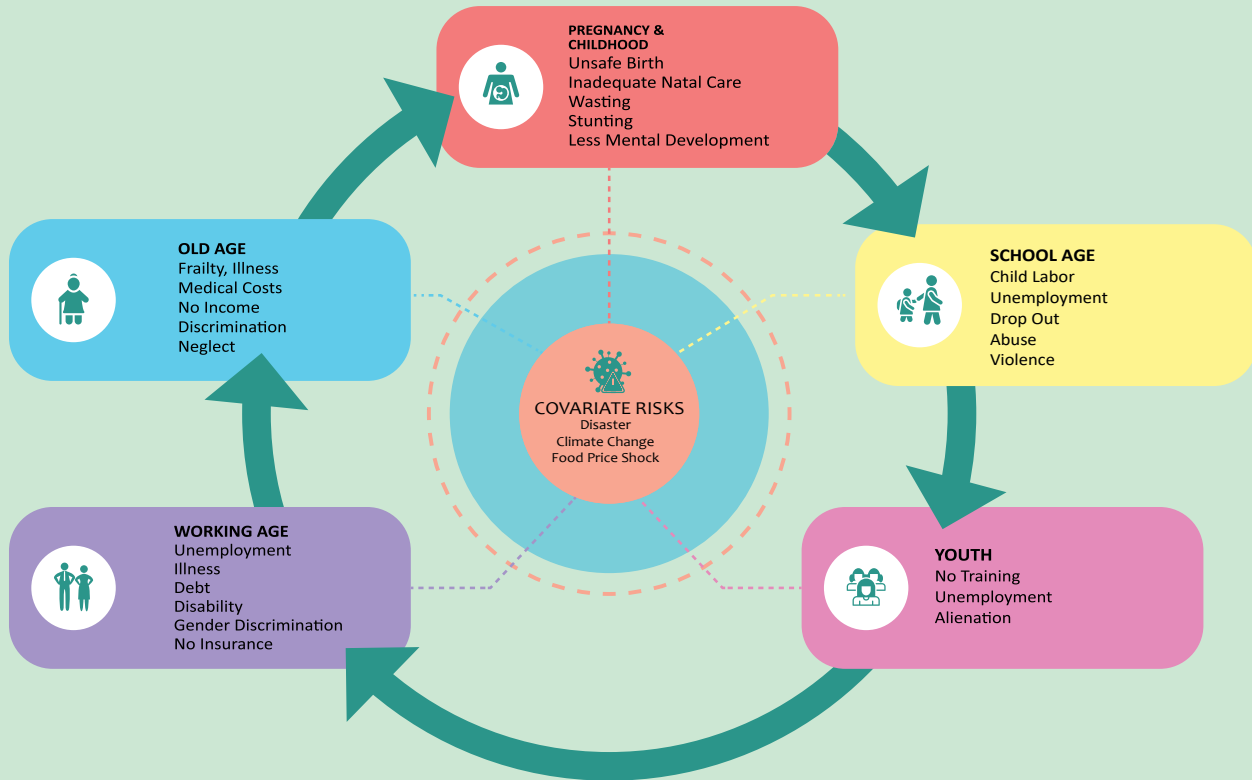 PREGNANCY &
CHILDHOOD
Unsafe Birth
Inadequate Natal Care
Wasting
Stunting
Less Mental Development
OLD AGE
Frailty, Illness
Medical Costs
No Income
Discrimination
Neglect
SCHOOL AGE
Child Labor
Unemployment
Drop Out
Abuse
Violence
COVARIATE RISKS
Disaster
Climate Change
Food Price Shock
WORKING AGE
Unemployment
Illness
Debt
Disability
Gender Discrimination
No Insurance
YOUTH
No Training
Unemployment
Alienation